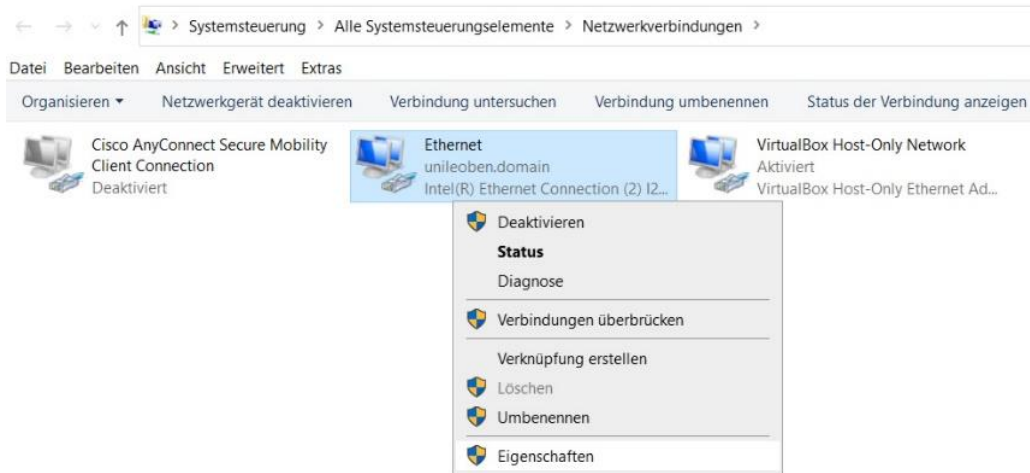 Systemsteuerung > Alle Systemsteuerungselemente > Netzwerkverbindungen >
Datei Bearbeiten Ansicht Erweitert Extras
Organisieren Netzwerkgerät deaktivieren Verbindung untersuchen Verbindung umbenennen Status der Verbindung anzeigen
Cisco AnyConnect Secure Mobility
Client Connection
Deaktiviert
Ethernet
unileoben.domain
Intel(R) Ethernet Connection (2) I2...
VirtualBox Host-Only Network
Aktiviert
VirtualBox Host-Only Ethernet Ad...
Deaktivieren
Status
Diagnose
Verbindungen überbrücken
Verknüpfung erstellen
Löschen
Umbenennen
Eigenschaften